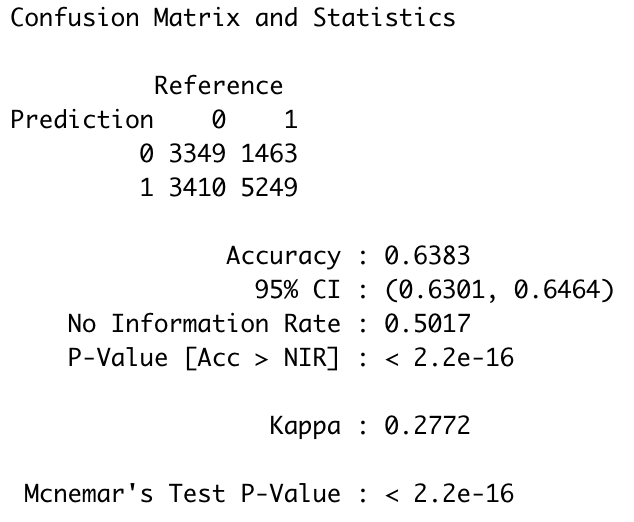 Confusion Matrix and Statistics
Reference
Prediction 0 1
0 3349 1463
1 3410 5249
Accuracy : 0.6383
95% CI : (0.6301, 0.6464)
No Information Rate : 0.5017
P-Value [Acc > NIR] : < 2.2e-16
Kappa : 0.2772
Mcnemar's Test P-Value : < 2.2e-16